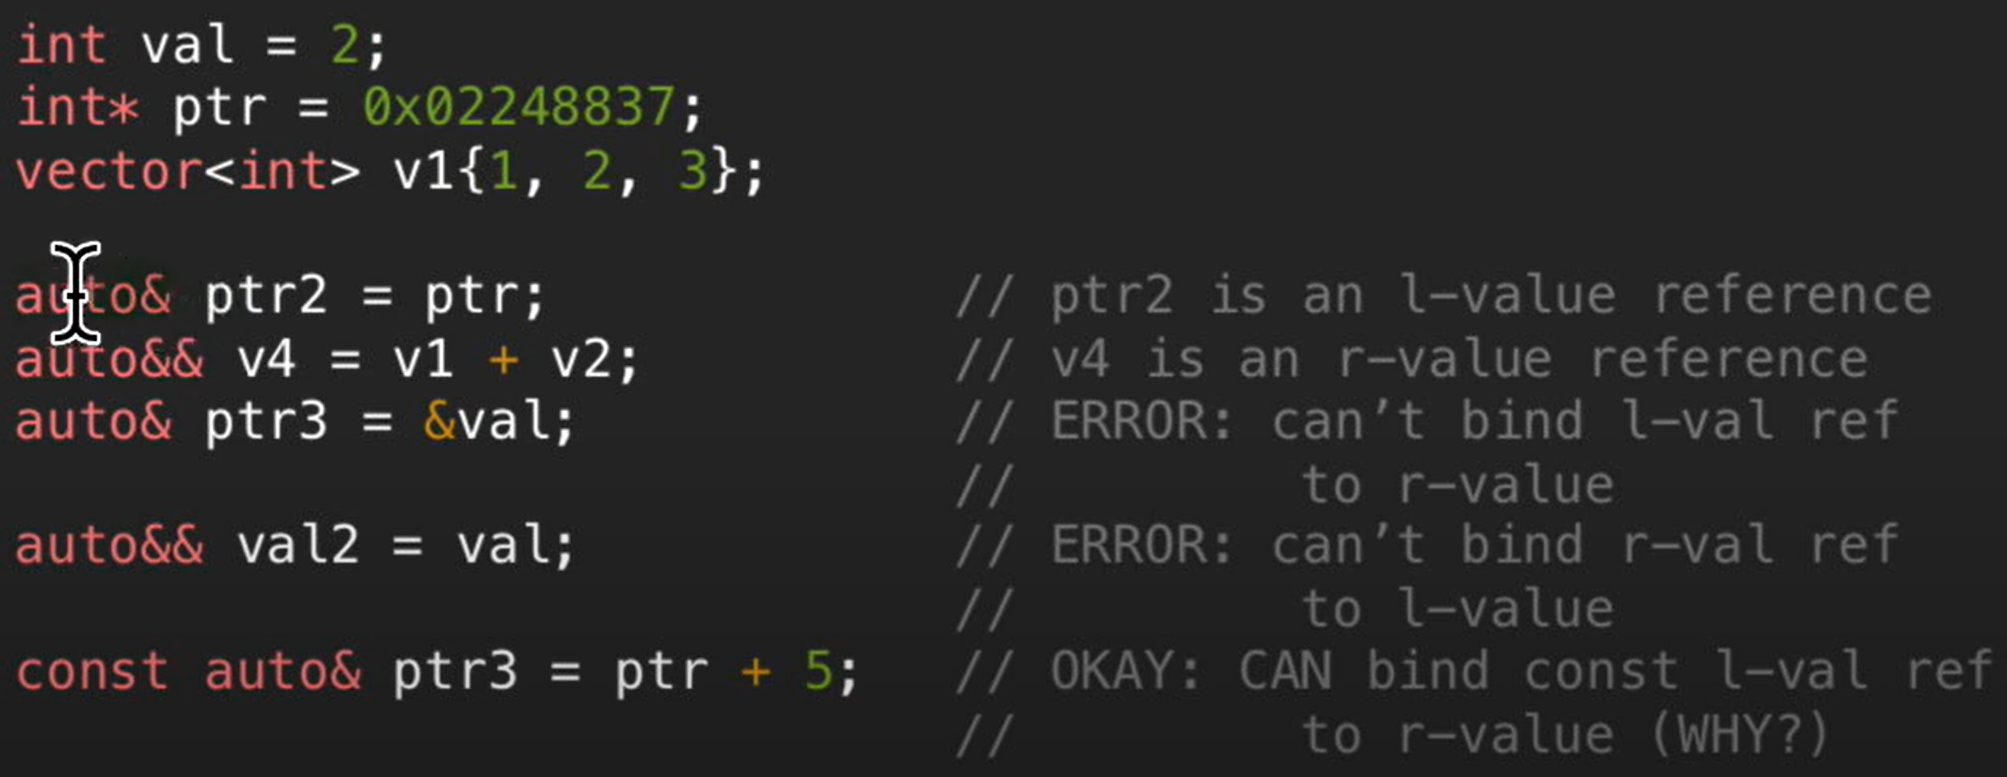 int val = 2;
int* ptr = 0x02248837;
vector<int> v1{1, 2, 3};
auto& ptr2 = ptr; // ptr2 is an l-value reference
auto&& v4 = v1 + v2; // v4 is an r-value reference
auto& ptr3 = &val; // ERROR: can’t bind l-val ref
// to r-value
auto&& val2 = val; // ERROR: can’t bind r-val ref
// to l-value
const auto& ptr3 = ptr + 5; // OKAY: CAN bind const l-val ref
// to r-value (WHY?)